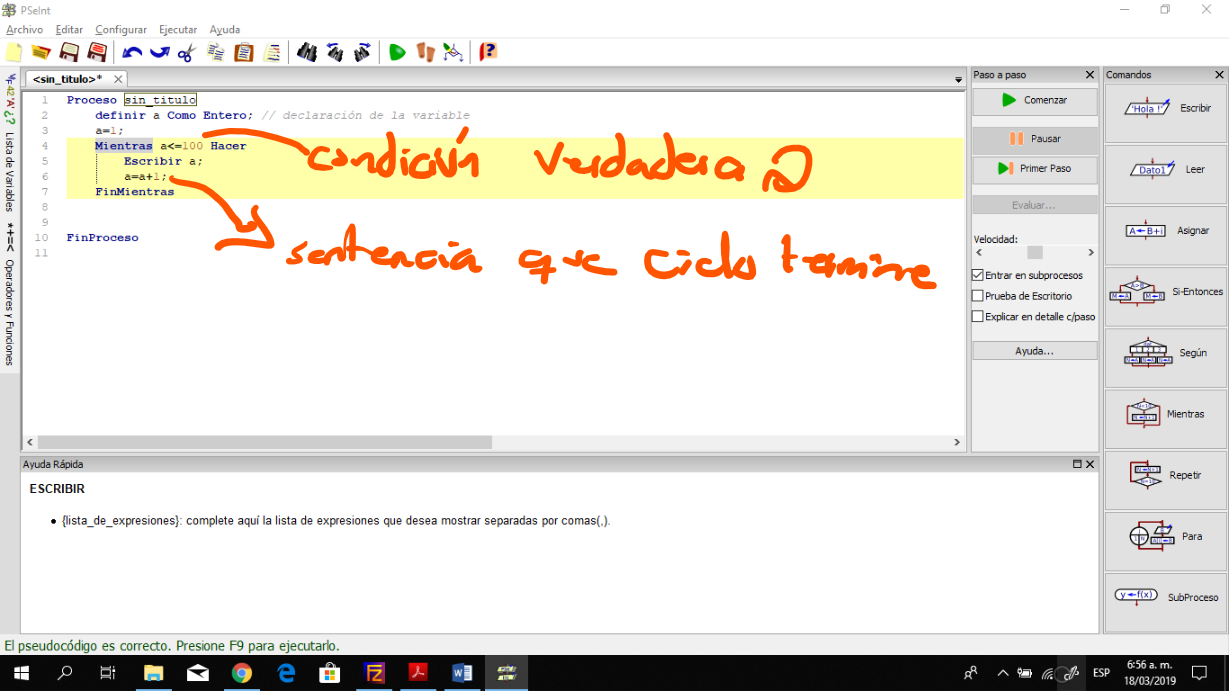 PSeInt
Archivo Editar Configurar Ejecutar Ayuda
<sin_titulo>*
Paso a paso
Comandos
Lista de Variables
Operadores y Funciones
1 Proceso sin_titulo
2 definir a Como Entero; // declaración de la variable
3 a=1;
4 Mientras a<=100 Hacer
5 Escribir a;
6 a=a+1;
7 FinMientras
8
9
10 FinProceso
11
condición verdadera
sentencia que ciclo termine
Comenzar
Pausar
Primer Paso
Evaluar...
Velocidad:
Entrar en subprocesos
Prueba de Escritorio
Explicar en detalle c/paso
Ayuda...
'Hola !' Escribir
Dato1 Leer
A←B+i Asignar
Si-Entonces
Según
Mientras
Repetir
Para
y←f(x) SubProceso
Ayuda Rápida
ESCRIBIR
• {lista_de_expresiones}: complete aquí la lista de expresiones que desea mostrar separadas por comas(,).
El pseudocódigo es correcto. Presione F9 para ejecutarlo.
ESP
6:56 a. m.
18/03/2019